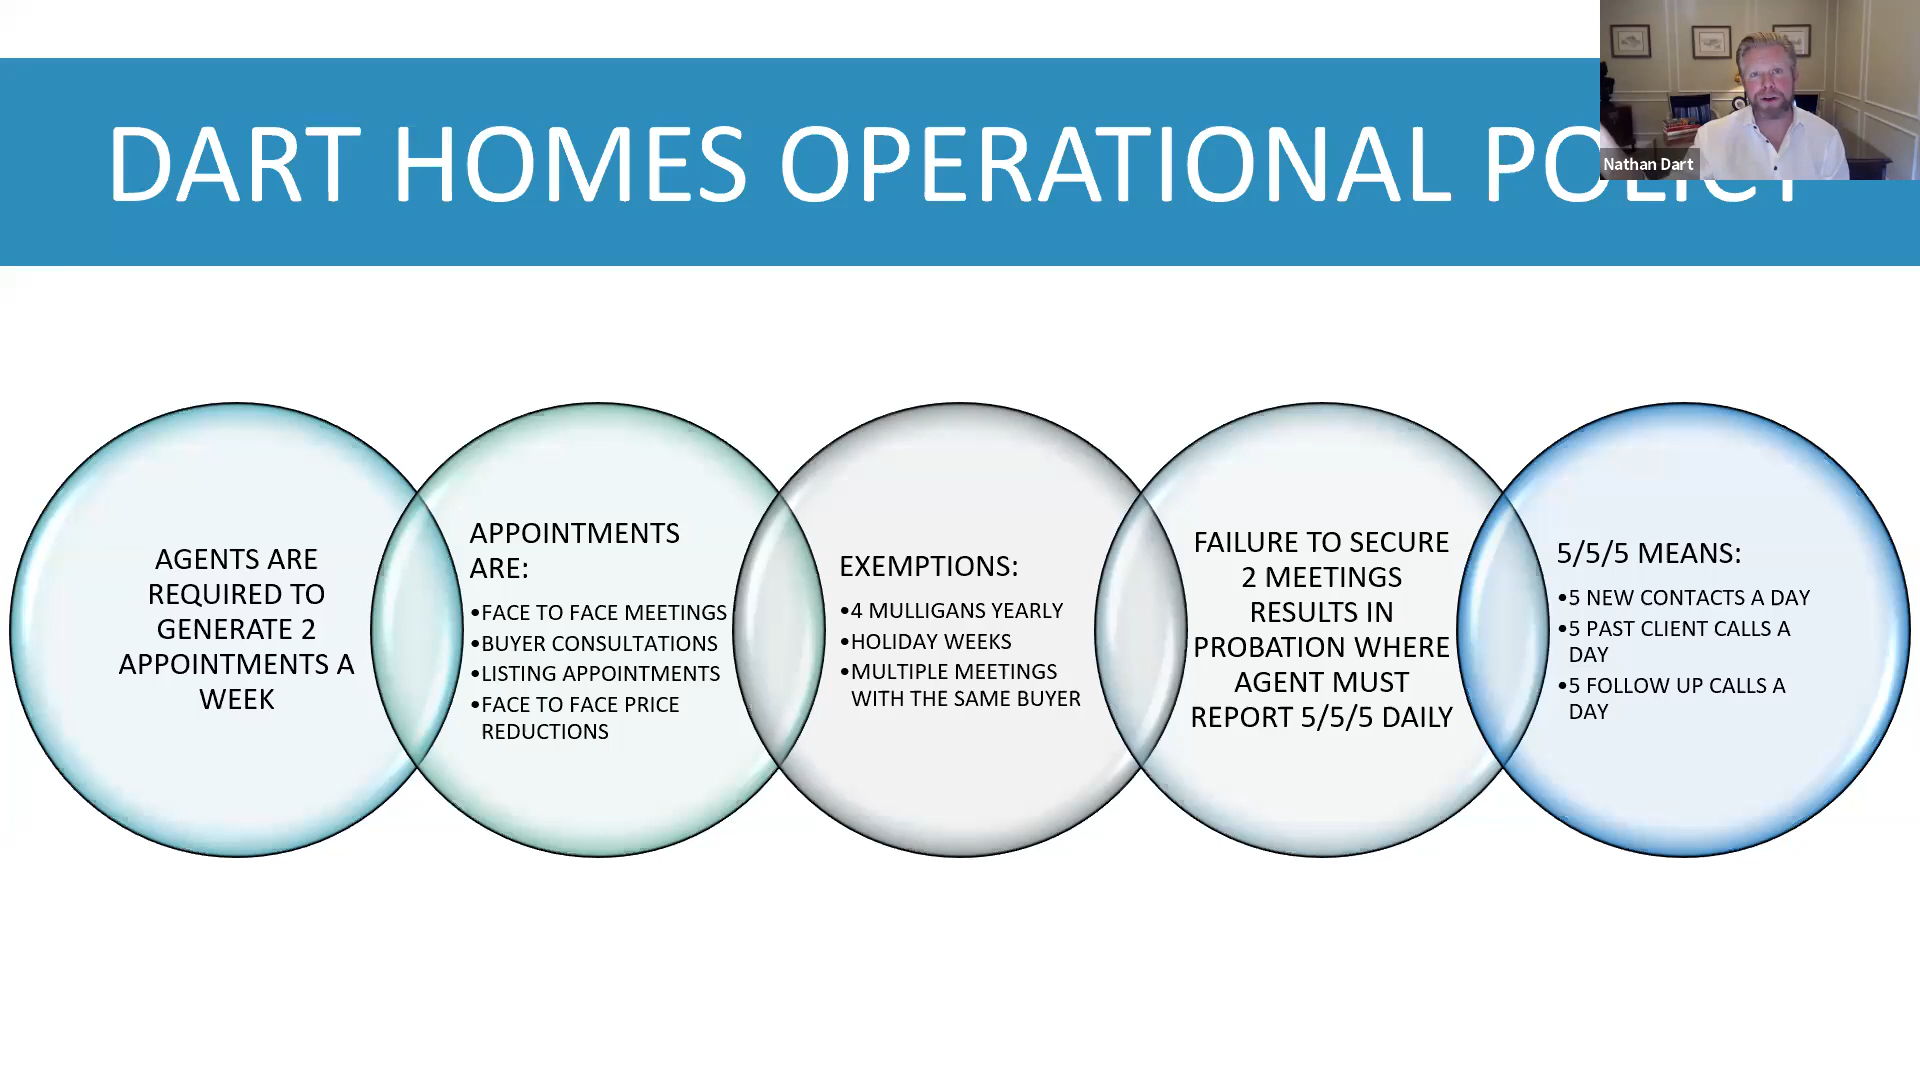 DART HOMES OPERATIONAL POLICY
Nathan Dart
AGENTS ARE
REQUIRED TO
GENERATE 2
APPOINTMENTS A
WEEK
APPOINTMENTS
ARE:
•FACE TO FACE MEETINGS
•BUYER CONSULTATIONS
•LISTING APPOINTMENTS
•FACE TO FACE PRICE
REDUCTIONS
EXEMPTIONS:
•4 MULLIGANS YEARLY
•HOLIDAY WEEKS
•MULTIPLE MEETINGS
WITH THE SAME BUYER
FAILURE TO SECURE
2 MEETINGS
RESULTS IN
PROBATION WHERE
AGENT MUST
REPORT 5/5/5 DAILY
5/5/5 MEANS:
•5 NEW CONTACTS A DAY
•5 PAST CLIENT CALLS A
DAY
•5 FOLLOW UP CALLS A
DAY